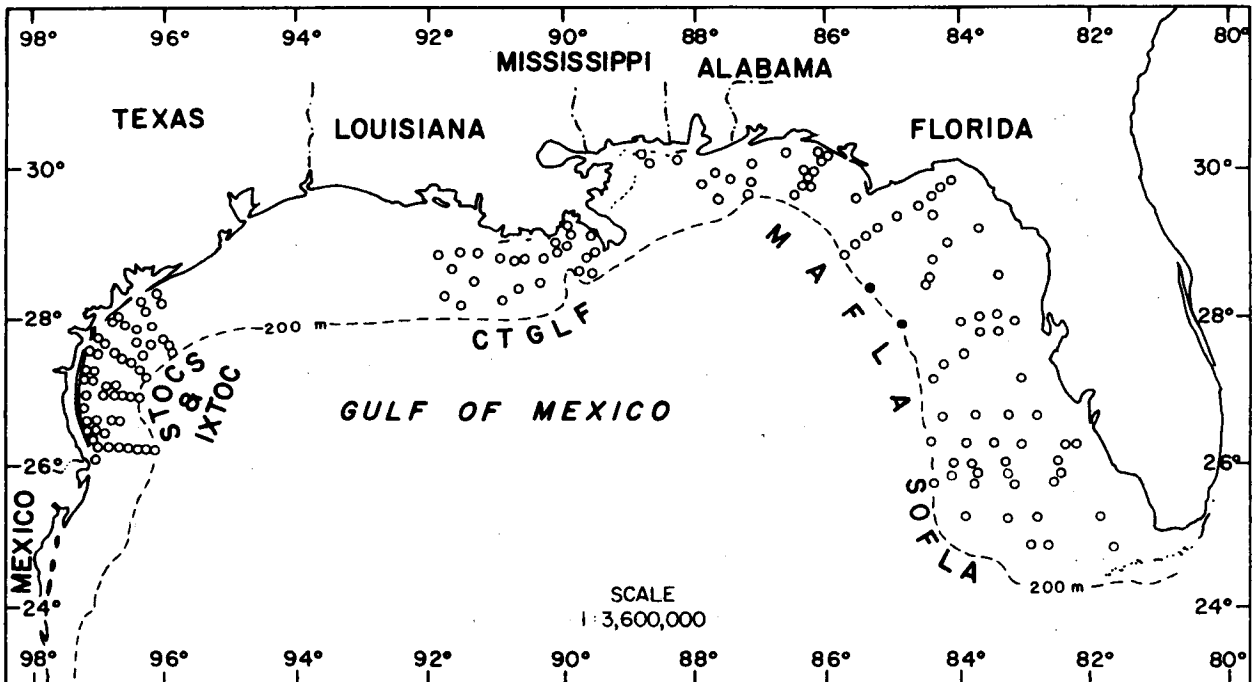 98° 96° 94° 92° 90° 88° 86° 84° 82° 80°
MISSISSIPPI
ALABAMA
TEXAS
LOUISIANA
FLORIDA
30° 30°
MAFLA
28° 28°
200 m
CTGLF
STOCS
&
IXTOC
GULF OF MEXICO
26° 26°
SOFLA
MEXICO
200 m
SCALE
1:3,600,000
24° 24°
98° 96° 94° 92° 90° 88° 86° 84° 82° 80°